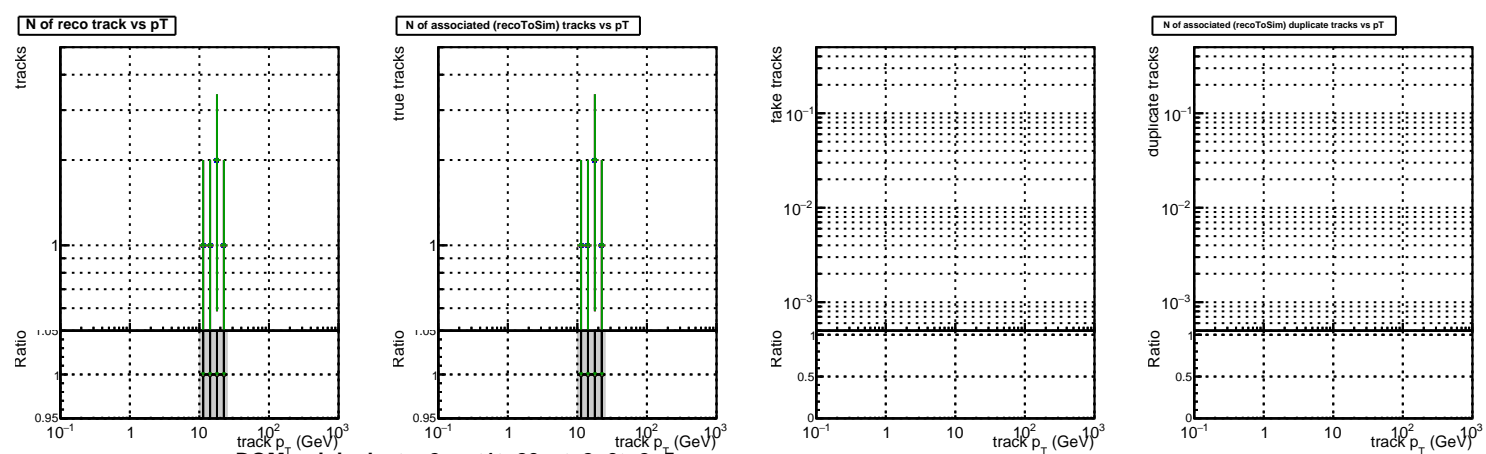 N of reco track vs pT
tracks
1
1.05
Ratio
1
0.95
10⁻¹ 1 10 10² 10³
track p_T (GeV)
N of associated (recoToSim) tracks vs pT
true tracks
1
1.05
Ratio
1
0.95
10⁻¹ 1 10 10² 10³
track p_T (GeV)
fake tracks
10⁻¹
10⁻²
10⁻³
1
Ratio
0.5
0
10⁻¹ 1 10 10² 10³
track p_T (GeV)
N of associated (recoToSim) duplicate tracks vs pT
duplicate tracks
10⁻¹
10⁻²
10⁻³
1
Ratio
0.5
0
10⁻¹ 1 10 10² 10³
track p_T (GeV)